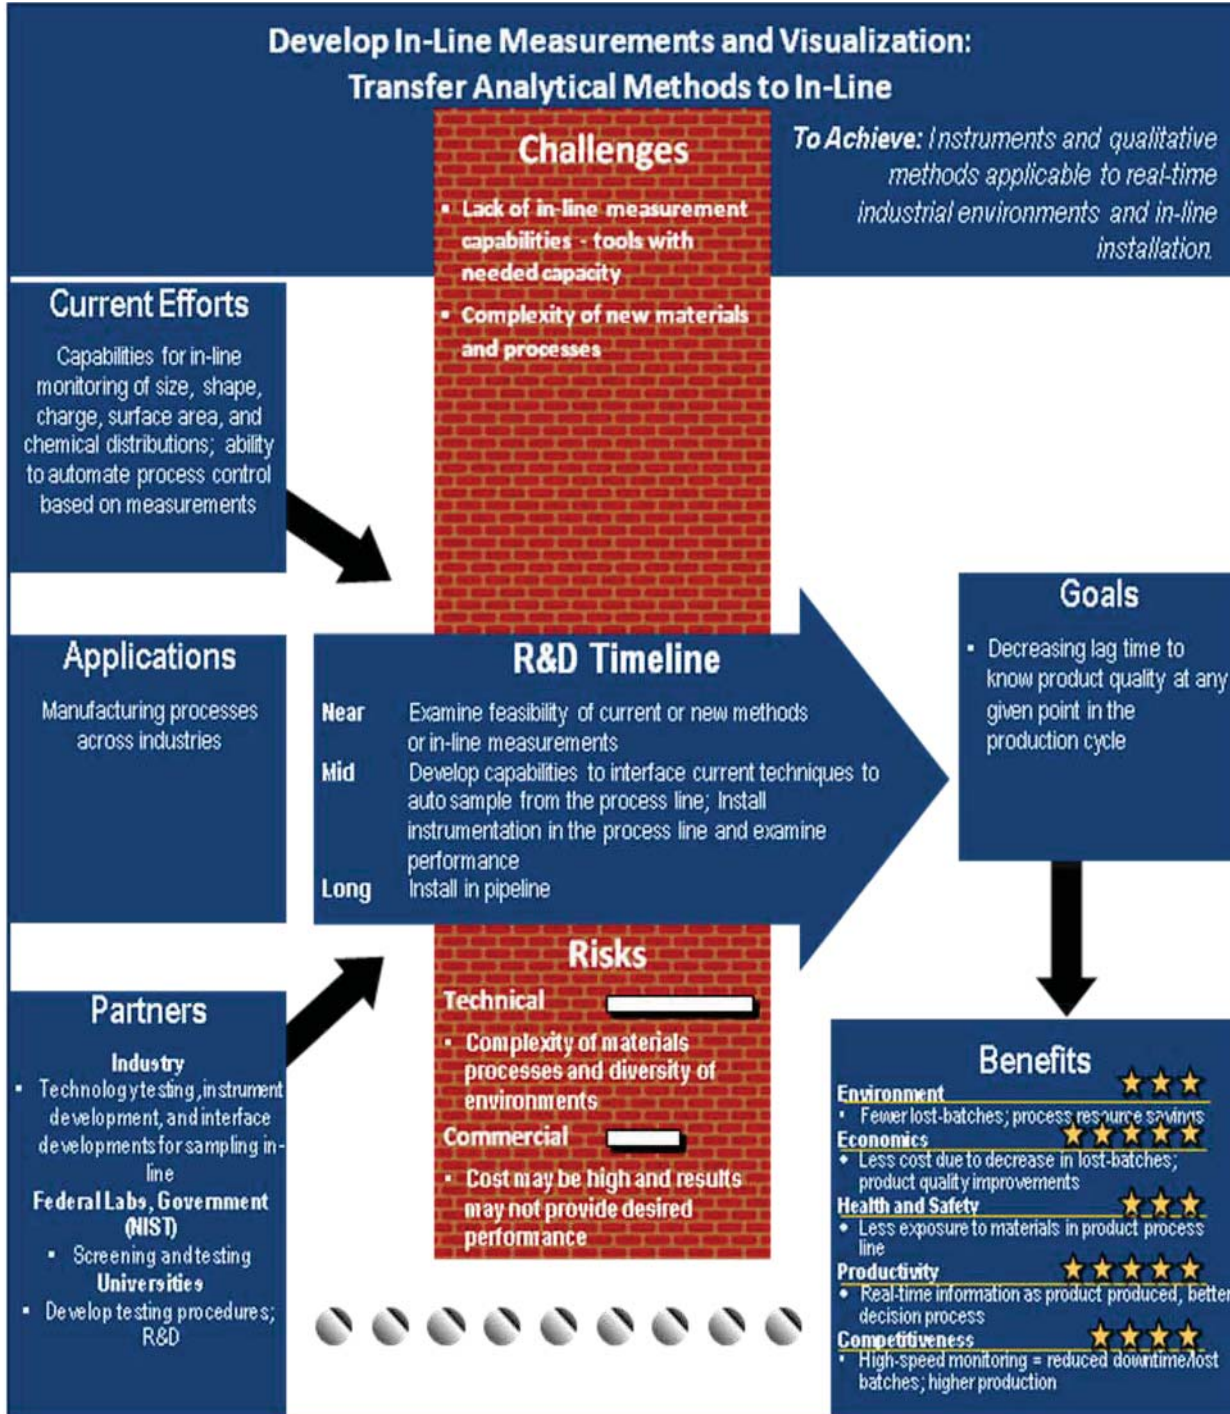 Develop In-Line Measurements and Visualization:
Transfer Analytical Methods to In-Line
To Achieve: Instruments and qualitative
methods applicable to real-time
industrial environments and in-line
installation.
Challenges
▪ Lack of in-line measurement
capabilities - tools with
needed capacity
▪ Complexity of new materials
and processes
Current Efforts
Capabilities for in-line
monitoring of size, shape,
charge, surface area, and
chemical distributions; ability
to automate process control
based on measurements
Applications
Manufacturing processes
across industries
Partners
Industry
▪ Technology testing, instrument
development, and interface
developments for sampling in-
line
Federal Labs, Government
(NIST)
▪ Screening and testing
Universities
▪ Develop testing procedures;
R&D
R&D Timeline
Near Examine feasibility of current or new methods
or in-line measurements
Mid Develop capabilities to interface current techniques to
auto sample from the process line; Install
instrumentation in the process line and examine
performance
Long Install in pipeline
Risks
Technical
▪ Complexity of materials
processes and diversity of
environments
Commercial
▪ Cost may be high and results
may not provide desired
performance
Goals
▪ Decreasing lag time to
know product quality at any
given point in the
production cycle
Benefits
Environment
▪ Fewer lost-batches; process resource savings
Economics
• Less cost due to decrease in lost-batches;
product quality improvements
Health and Safety
• Less exposure to materials in product process
line
Productivity
• Real-time information as product produced, better
decision process
Competitiveness
▪ High-speed monitoring = reduced downtime/lost
batches; higher production